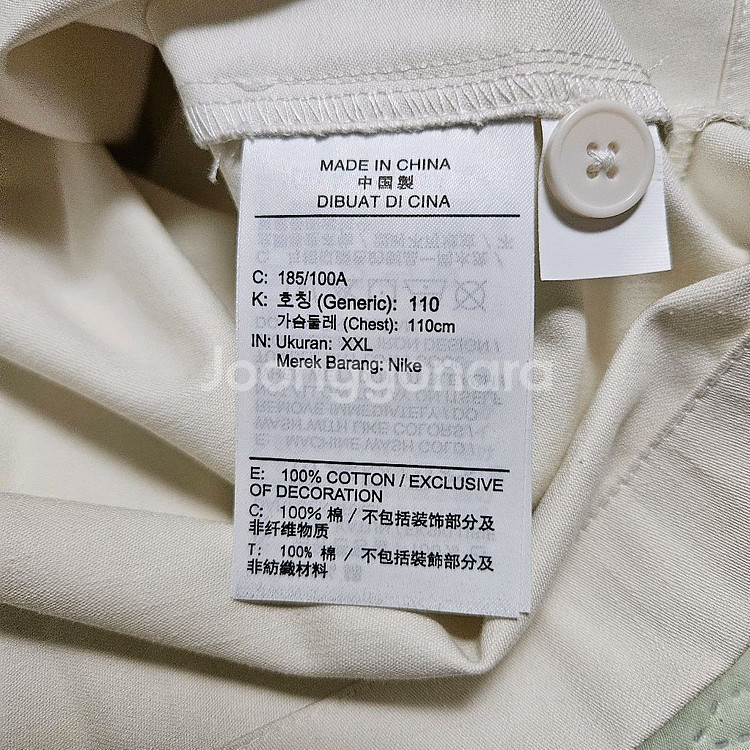 MADE IN CHINA
中国製
DIBUAT DI CINA
C: 185/100A
K: 호칭 (Generic): 110
가슴둘레 (Chest): 110cm
IN: Ukuran: XXL
Merek Barang: Nike
Joonggonara
E: 100% COTTON / EXCLUSIVE
OF DECORATION
C: 100% 棉 / 不包括装饰部分及
非纤维物质
T: 100% 棉 / 不包括裝飾部分及
非紡織材料